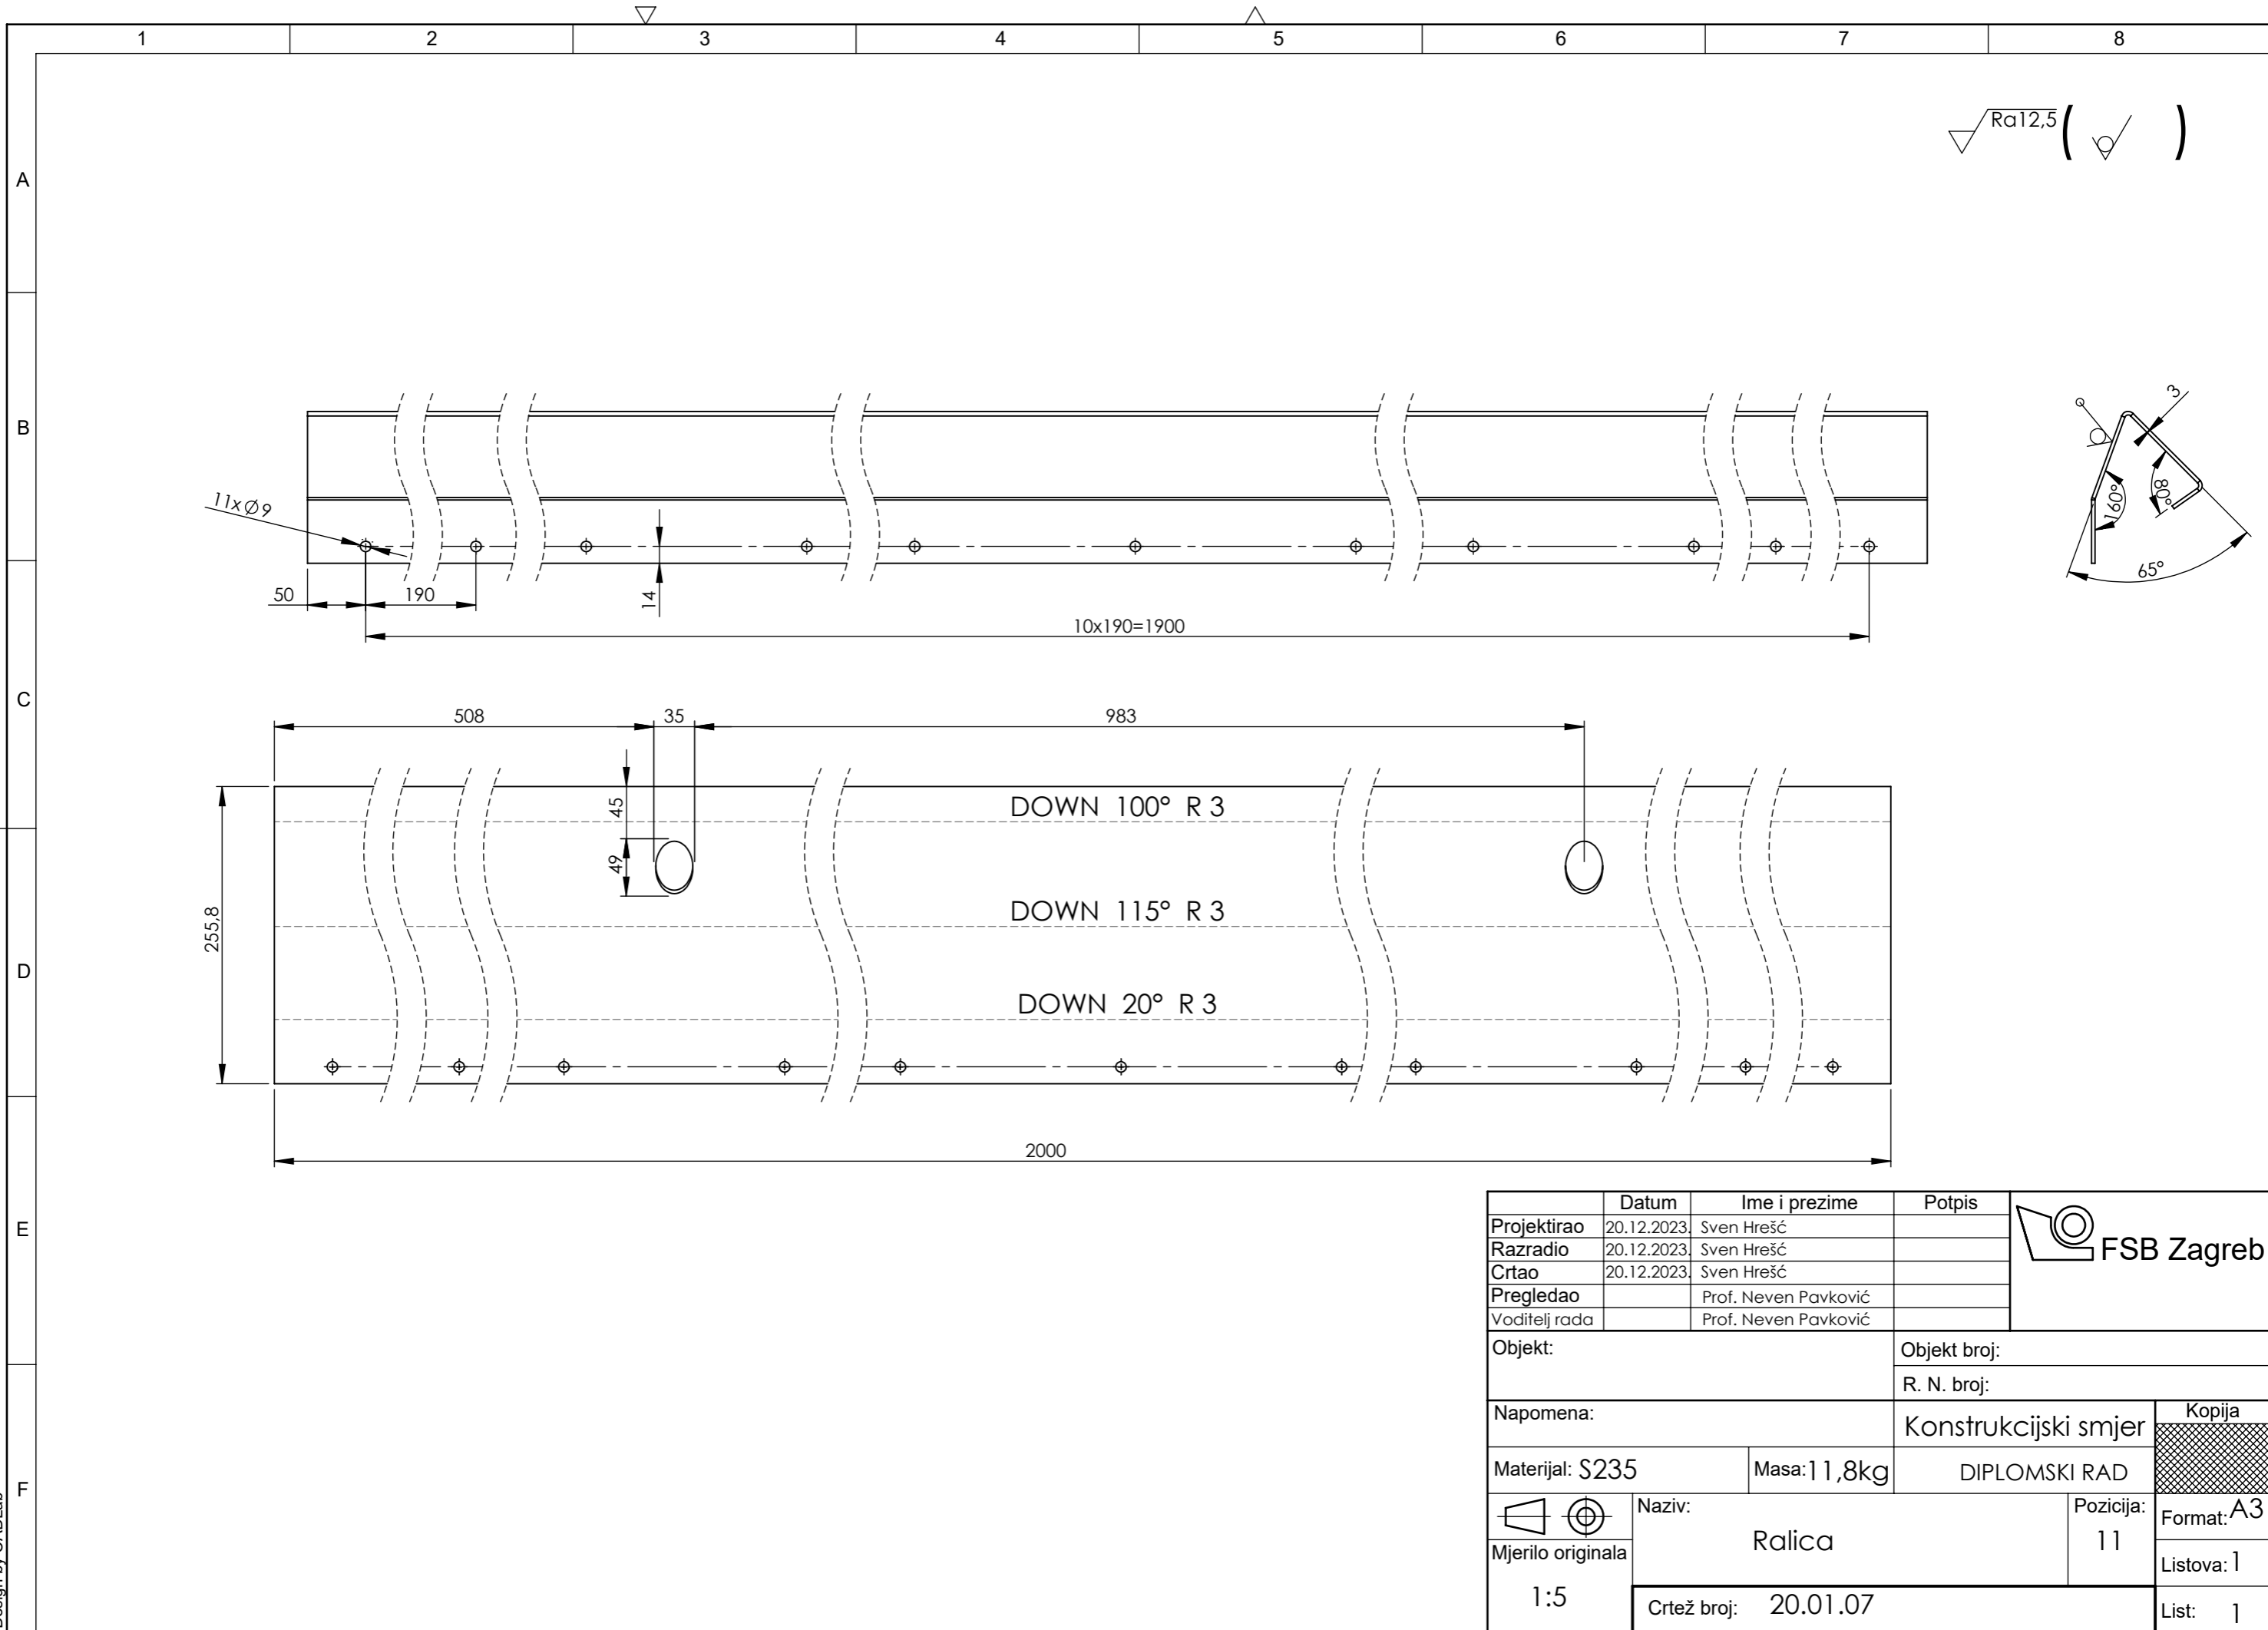 1 2 3 4 5 6 7 8
A
B
C
D
E
F
Ra12,5
11xØ9
50
190
14
10x190=1900
3
160°
80°
65°
508
35
983
45
49
255,8
DOWN 100° R 3
DOWN 115° R 3
DOWN 20° R 3
2000
Datum Ime i prezime Potpis
Projektirao 20.12.2023. Sven Hrešć
Razradio 20.12.2023. Sven Hrešć
Crtao 20.12.2023. Sven Hrešć
Pregledao Prof. Neven Pavković
Voditelj rada Prof. Neven Pavković
FSB Zagreb
Objekt:
Objekt broj:
R. N. broj:
Napomena:
Konstrukcijski smjer
Kopija
Materijal: S235
Masa: 11,8kg
DIPLOMSKI RAD
Naziv:
Ralica
Pozicija:
11
Format: A3
Mjerilo originala
1:5
Listova: 1
Crtež broj: 20.01.07
List: 1